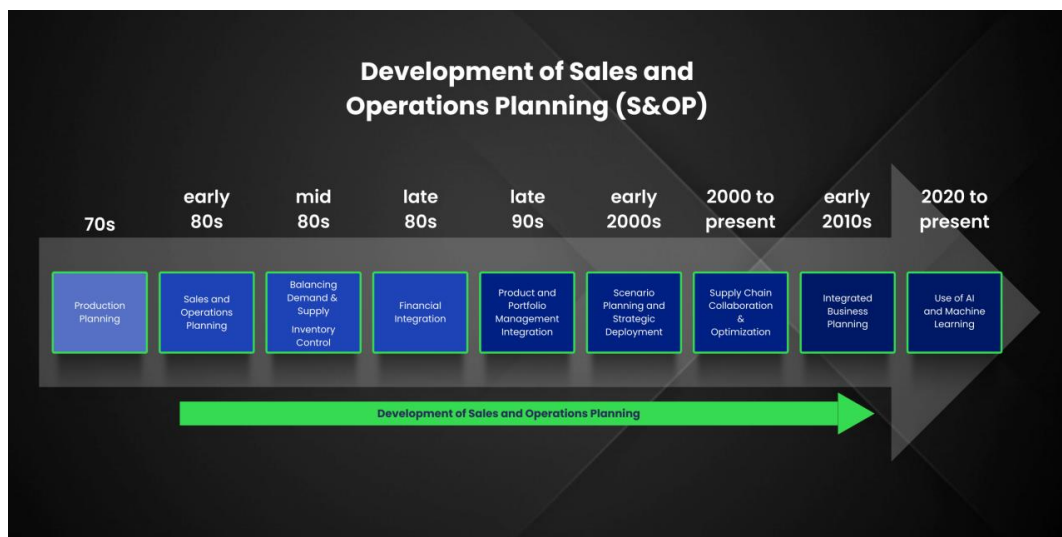 Development of Sales and
Operations Planning (S&OP)
70s
early
80s
mid
80s
late
80s
late
90s
early
2000s
2000 to
present
early
2010s
2020 to
present
Production
Planning
Sales and
Operations
Planning
Balancing
Demand &
Supply
Inventory
Control
Financial
Integration
Product and
Portfolio
Management
Integration
Scenario
Planning and
Strategic
Deployment
Supply Chain
Collaboration
&
Optimization
Integrated
Business
Planning
Use of AI
and Machine
Learning
Development of Sales and Operations Planning